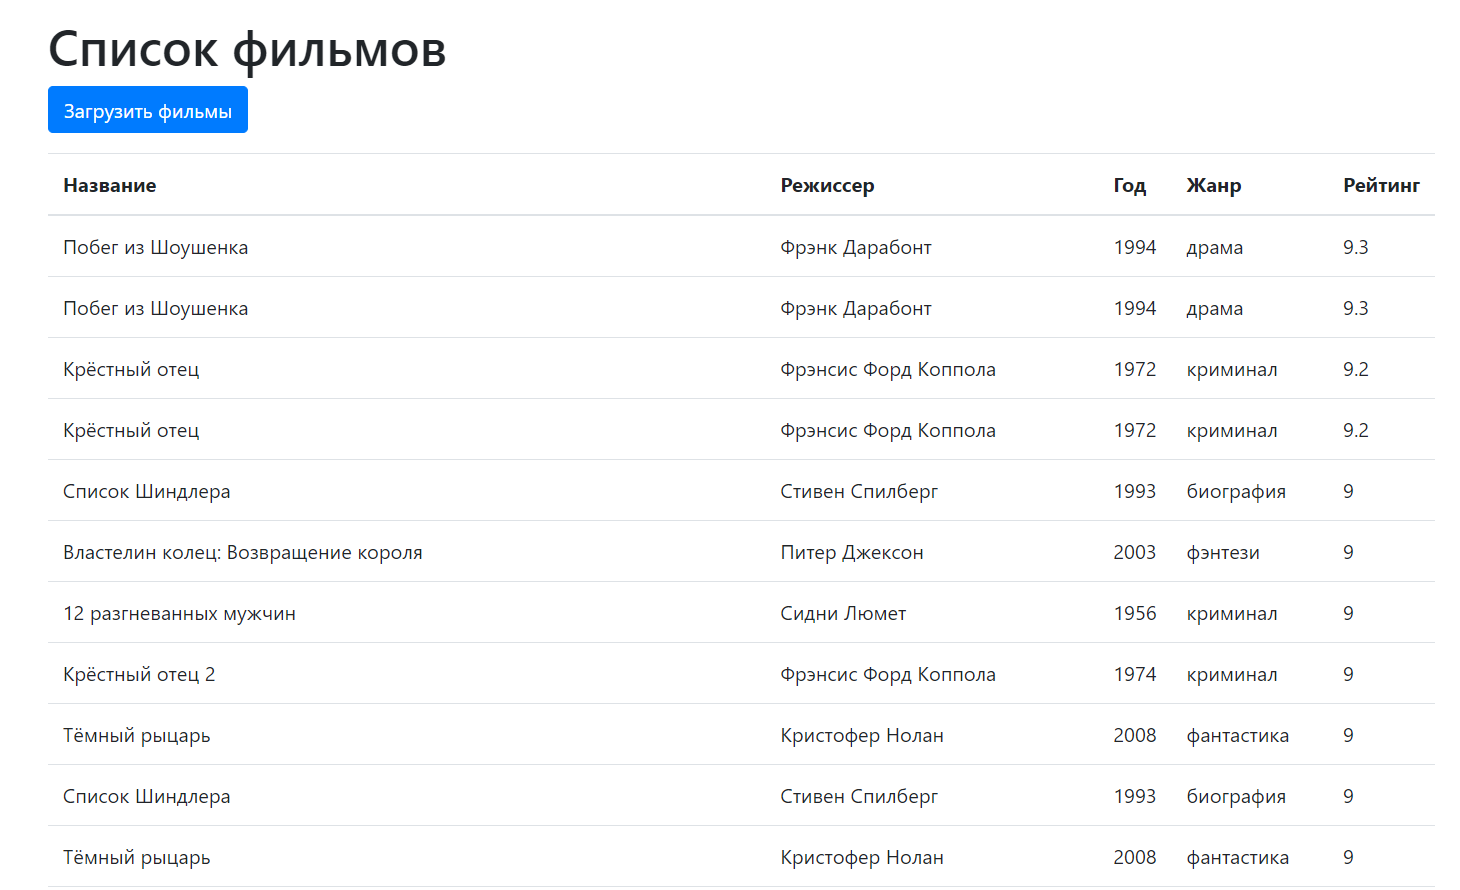 Список фильмов
Загрузить фильмы
Название Режиссер Год Жанр Рейтинг
Побег из Шоушенка Фрэнк Дарабонт 1994 драма 9.3
Побег из Шоушенка Фрэнк Дарабонт 1994 драма 9.3
Крёстный отец Фрэнсис Форд Коппола 1972 криминал 9.2
Крёстный отец Фрэнсис Форд Коппола 1972 криминал 9.2
Список Шиндлера Стивен Спилберг 1993 биография 9
Властелин колец: Возвращение короля Питер Джексон 2003 фэнтези 9
12 разгневанных мужчин Сидни Люмет 1956 криминал 9
Крёстный отец 2 Фрэнсис Форд Коппола 1974 криминал 9
Тёмный рыцарь Кристофер Нолан 2008 фантастика 9
Список Шиндлера Стивен Спилберг 1993 биография 9
Тёмный рыцарь Кристофер Нолан 2008 фантастика 9